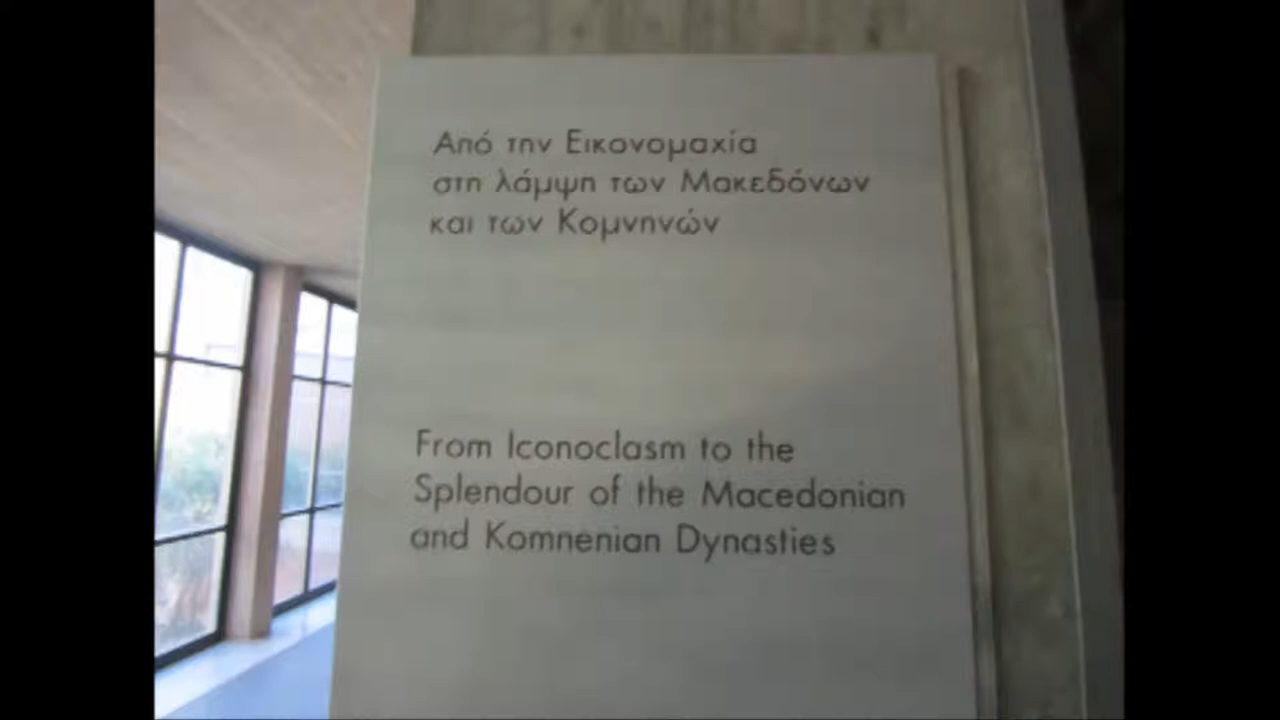 Από την Εικονομαχία
στη λάμψη των Μακεδόνων
και των Κομνηνών
From Iconoclasm to the
Splendour of the Macedonian
and Komnenian Dynasties